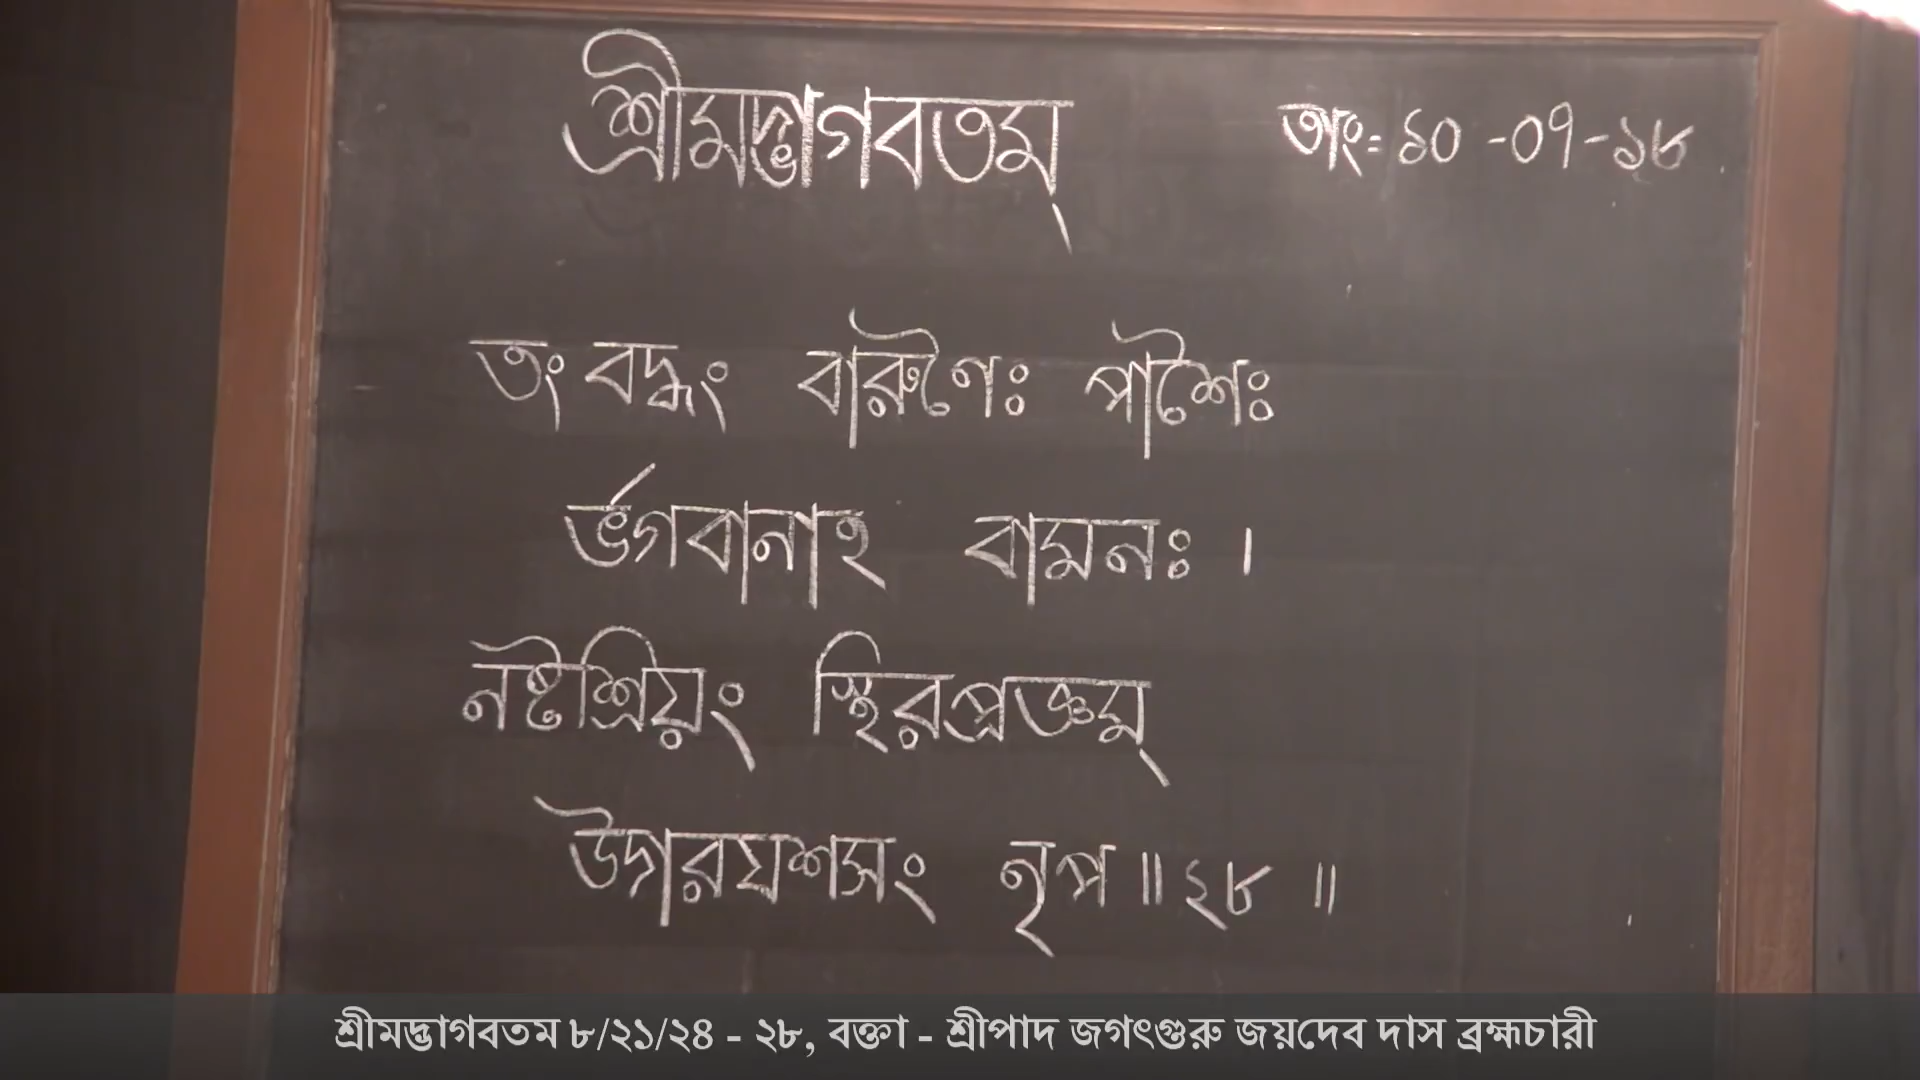 শ্রীমদ্ভাগবতম্
তাং= ১০ -০৭-১৮
তং বদ্ধং বারুণৈঃ পাশৈঃ
র্ভগবানাহ বামনঃ ।
নষ্টশ্রিয়ং স্থিরপ্রজ্ঞম্
উদারযশসং নৃপ ॥ ২৮ ॥
শ্রীমদ্ভাগবতম ৮/২১/২৪ - ২৮, বক্তা - শ্রীপাদ জগৎগুরু জয়দেব দাস ব্রহ্মচারী